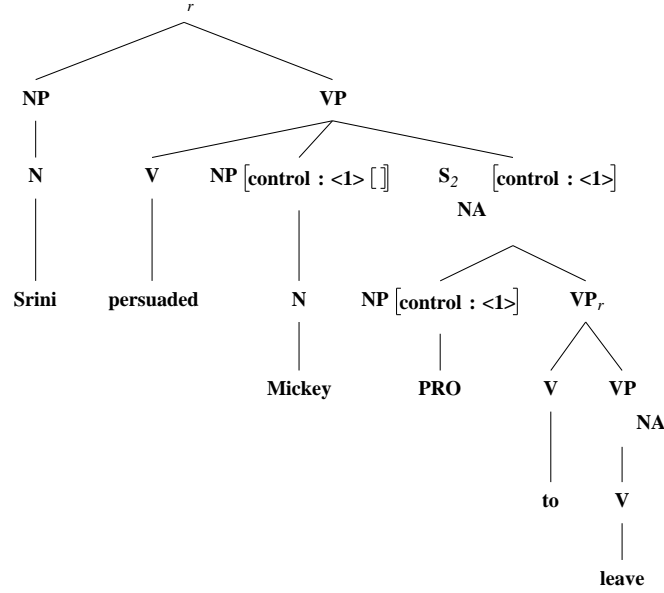 r
NP VP
N V NP [control : <1> [ ]] S₂ [control : <1>]
NA
Srini persuaded N NP [control : <1>] VPᵣ
Mickey PRO V VP
NA
to V
leave